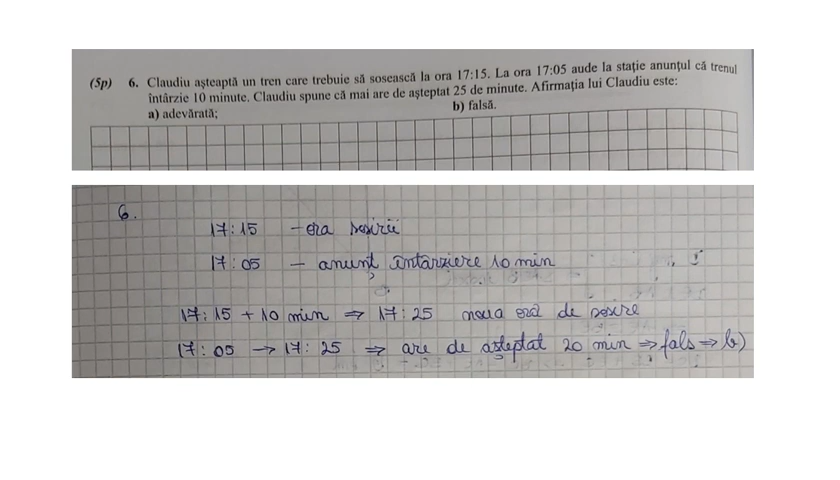 (5p) 6. Claudiu așteaptă un tren care trebuie să sosească la ora 17:15. La ora 17:05 aude la stație anunțul că trenul
întârzie 10 minute. Claudiu spune că mai are de așteptat 25 de minute. Afirmația lui Claudiu este:
a) adevărată; b) falsă.
6.
17:15 - ora sosirii
17:05 - anunț întârziere 10 min
17:15 + 10 min ⇒ 17:25 noua oră de sosire
17:05 → 17:25 ⇒ are de așteptat 20 min ⇒ fals ⇒ b)